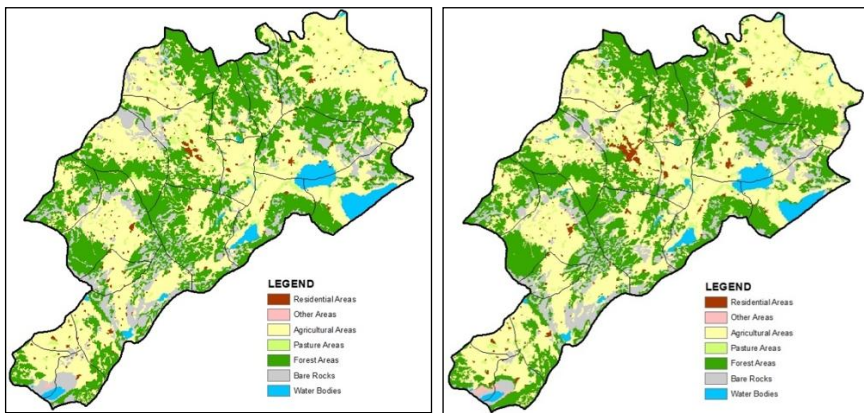 LEGEND
Residential Areas
Other Areas
Agricultural Areas
Pasture Areas
Forest Areas
Bare Rocks
Water Bodies
LEGEND
Residential Areas
Other Areas
Agricultural Areas
Pasture Areas
Forest Areas
Bare Rocks
Water Bodies